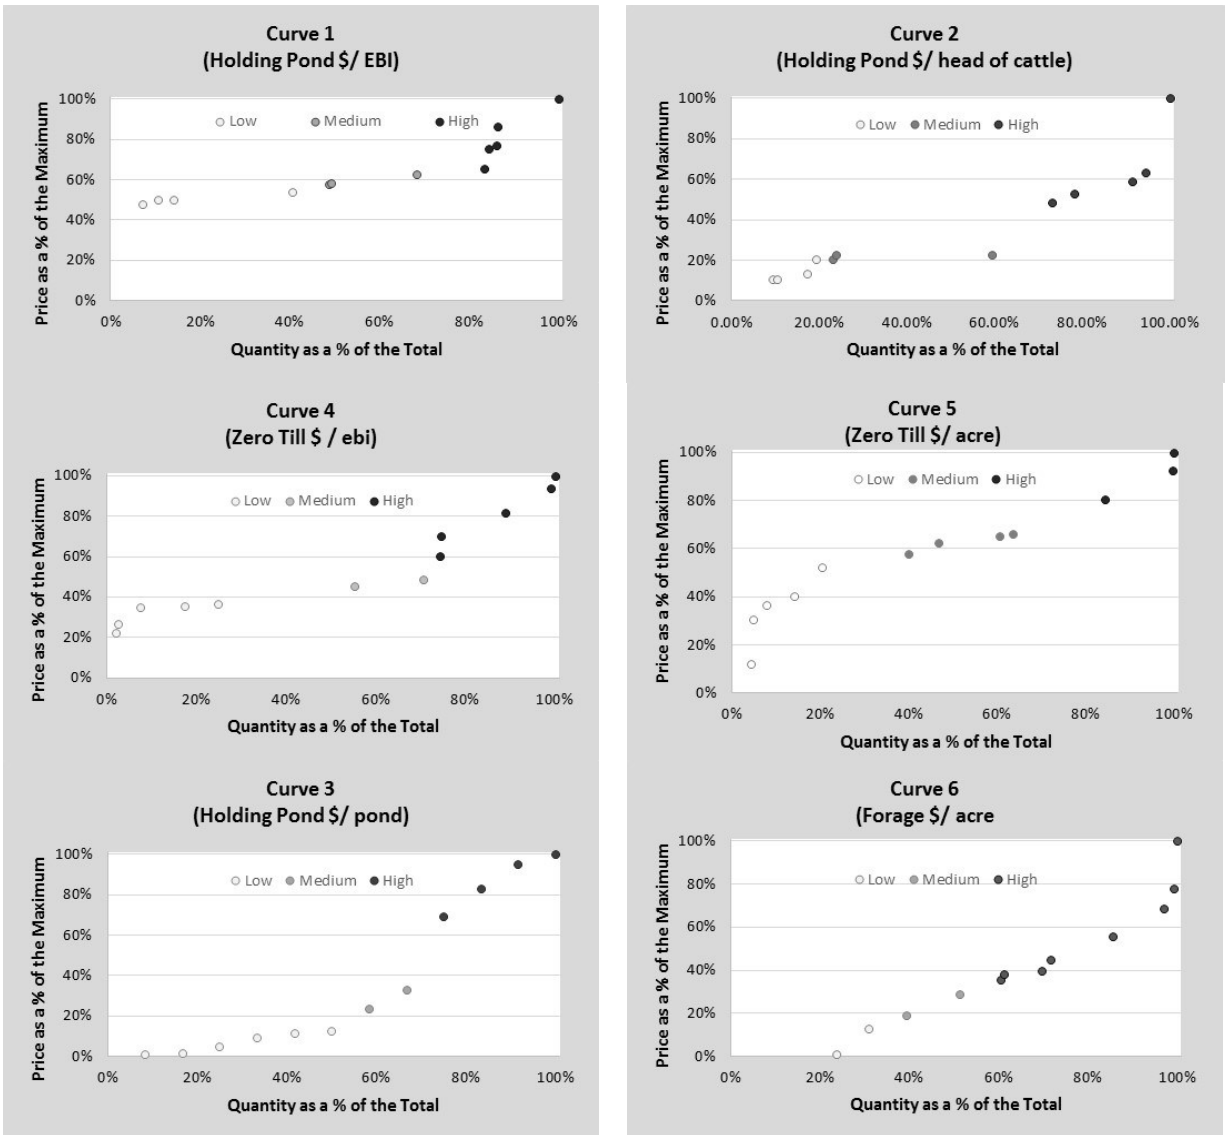 Curve 1
(Holding Pond $/ EBI)
Price as a % of the Maximum
100%
80%
60%
40%
20%
0%
Low Medium High
0% 20% 40% 60% 80% 100%
Quantity as a % of the Total
Curve 2
(Holding Pond $/ head of cattle)
Price as a % of the Maximum
100%
80%
60%
40%
20%
0%
Low Medium High
0.00% 20.00% 40.00% 60.00% 80.00% 100.00%
Quantity as a % of the Total
Curve 4
(Zero Till $ / ebi)
Price as a % of the Maximum
100%
80%
60%
40%
20%
0%
Low Medium High
0% 20% 40% 60% 80% 100%
Quantity as a % of the Total
Curve 5
(Zero Till $/ acre)
Price as a % of the Maximum
100%
80%
60%
40%
20%
0%
Low Medium High
0% 20% 40% 60% 80% 100%
Quantity as a % of the Total
Curve 3
(Holding Pond $/ pond)
Price as a % of the Maximum
100%
80%
60%
40%
20%
0%
Low Medium High
0% 20% 40% 60% 80% 100%
Quantity as a % of the Total
Curve 6
(Forage $/ acre
Price as a % of the Maximum
100%
80%
60%
40%
20%
0%
Low Medium High
0% 20% 40% 60% 80% 100%
Quantity as a % of the Total